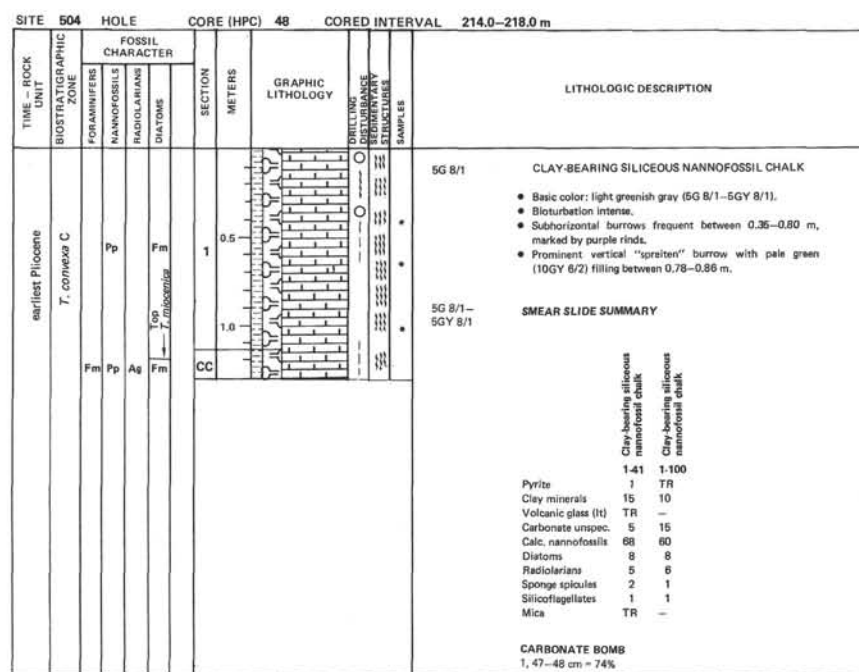 SITE 504 HOLE CORE (HPC) 48 CORED INTERVAL 214.0–218.0 m
TIME – ROCK UNIT
BIOSTRATIGRAPHIC ZONE
FOSSIL CHARACTER
FORAMINIFERS
NANNOFOSSILS
RADIOLARIANS
DIATOMS
SECTION
METERS
GRAPHIC LITHOLOGY
DRILLING DISTURBANCE
SEDIMENTARY STRUCTURES
SAMPLES
LITHOLOGIC DESCRIPTION
earliest Pliocene
T. convexa C
Pp Fm
Top T. miocenica
Fm Pp Ag Fm
1
CC
0.5
1.0
5G 8/1
5G 8/1–
5GY 8/1
CLAY-BEARING SILICEOUS NANNOFOSSIL CHALK
• Basic color: light greenish gray (5G 8/1–5GY 8/1).
• Bioturbation intense.
• Subhorizontal burrows frequent between 0.35–0.80 m,
marked by purple rinds.
• Prominent vertical "spreiten" burrow with pale green
(10GY 6/2) filling between 0.78–0.86 m.
SMEAR SLIDE SUMMARY
Clay-bearing siliceous
nannofossil chalk
Clay-bearing siliceous
nannofossil chalk
1-41 1-100
Pyrite 1 TR
Clay minerals 15 10
Volcanic glass (lt) TR –
Carbonate unspec. 5 15
Calc. nannofossils 68 60
Diatoms 8 8
Radiolarians 5 6
Sponge spicules 2 1
Silicoflagellates 1 1
Mica TR –
CARBONATE BOMB
1, 47–48 cm = 74%